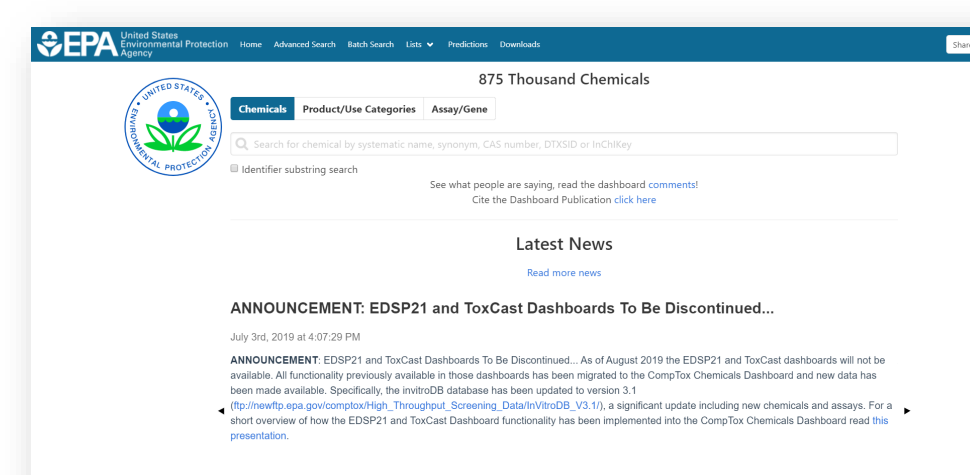 EPA
United States
Environmental Protection
Agency
Home Advanced Search Batch Search Lists Predictions Downloads
Share
UNITED STATES
ENVIRONMENTAL PROTECTION AGENCY
875 Thousand Chemicals
Chemicals Product/Use Categories Assay/Gene
Search for chemical by systematic name, synonym, CAS number, DTXSID or InChIKey
Identifier substring search
See what people are saying, read the dashboard comments!
Cite the Dashboard Publication click here
Latest News
Read more news
ANNOUNCEMENT: EDSP21 and ToxCast Dashboards To Be Discontinued...
July 3rd, 2019 at 4:07:29 PM
ANNOUNCEMENT: EDSP21 and ToxCast Dashboards To Be Discontinued... As of August 2019 the EDSP21 and ToxCast dashboards will not be
available. All functionality previously available in those dashboards has been migrated to the CompTox Chemicals Dashboard and new data has
been made available. Specifically, the invitroDB database has been updated to version 3.1
(ftp://newftp.epa.gov/comptox/High_Throughput_Screening_Data/InVitroDB_V3.1/), a significant update including new chemicals and assays. For a
short overview of how the EDSP21 and ToxCast Dashboard functionality has been implemented into the CompTox Chemicals Dashboard read this
presentation.